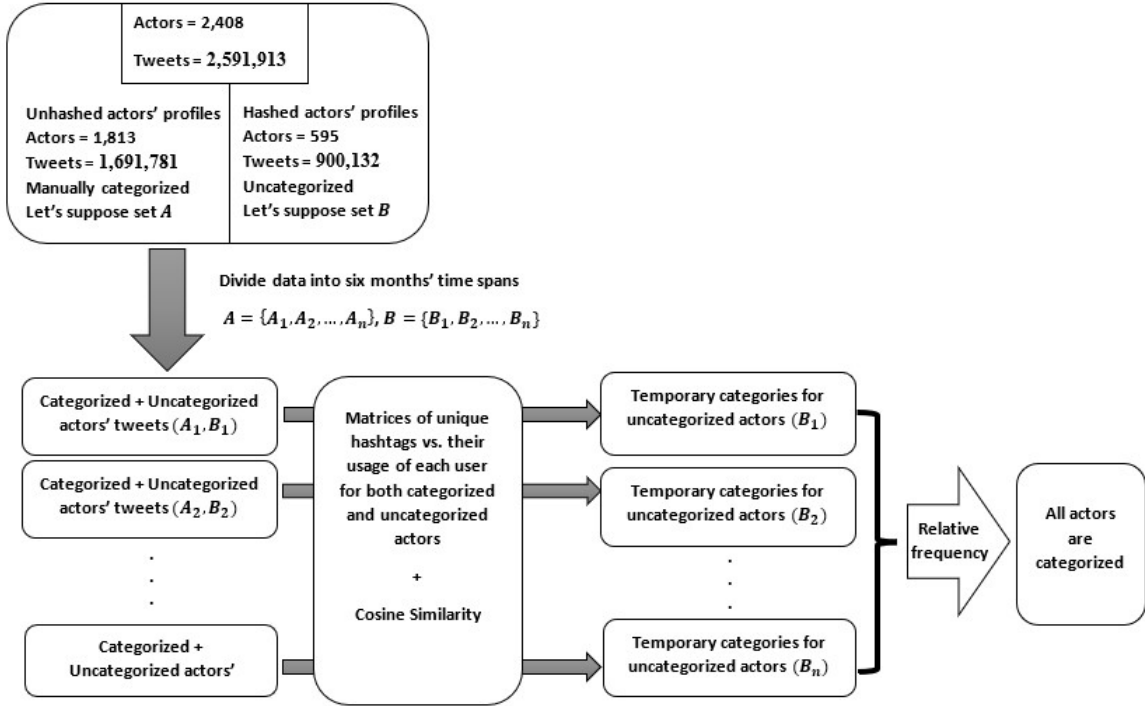 Actors = 2,408
Tweets = 2,591,913
Unhashed actors' profiles
Actors = 1,813
Tweets = 1,691,781
Manually categorized
Let's suppose set A
Hashed actors' profiles
Actors = 595
Tweets = 900,132
Uncategorized
Let's suppose set B
Divide data into six months' time spans
A = {A₁, A₂, ..., Aₙ}, B = {B₁, B₂, ..., Bₙ}
Categorized + Uncategorized
actors' tweets (A₁, B₁)
Categorized + Uncategorized
actors' tweets (A₂, B₂)
.
.
.
Categorized +
Uncategorized actors'
Matrices of unique
hashtags vs. their
usage of each user
for both categorized
and uncategorized
actors
+
Cosine Similarity
Temporary categories for
uncategorized actors (B₁)
Temporary categories for
uncategorized actors (B₂)
.
.
.
Temporary categories for
uncategorized actors (Bₙ)
Relative
frequency
All actors
are
categorized